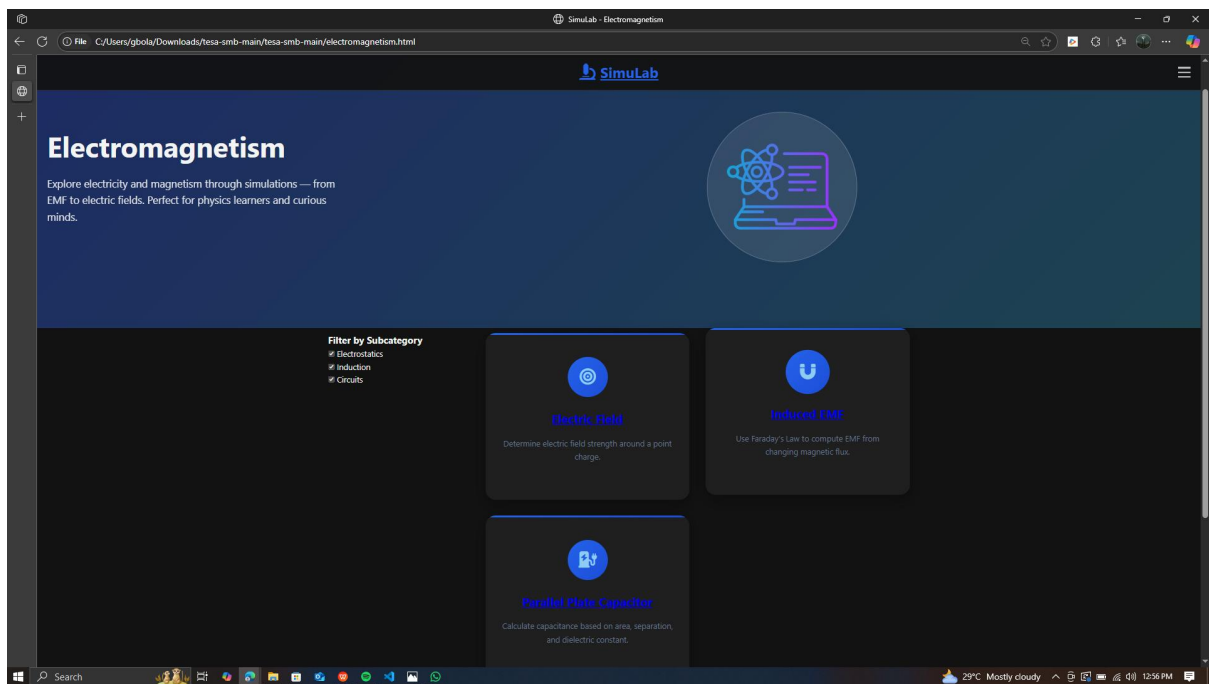 SimuLab - Electromagnetism
File
C:/Users/gbola/Downloads/tesa-smb-main/tesa-smb-main/electromagnetism.html
SimuLab
Electromagnetism
Explore electricity and magnetism through simulations — from
EMF to electric fields. Perfect for physics learners and curious
minds.
Filter by Subcategory
Electrostatics
Induction
Circuits
Electric Field
Determine electric field strength around a point
charge.
Induced EMF
Use Faraday's Law to compute EMF from
changing magnetic flux.
Parallel Plate Capacitor
Calculate capacitance based on area, separation,
and dielectric constant.
Search
29°C Mostly cloudy
12:56 PM